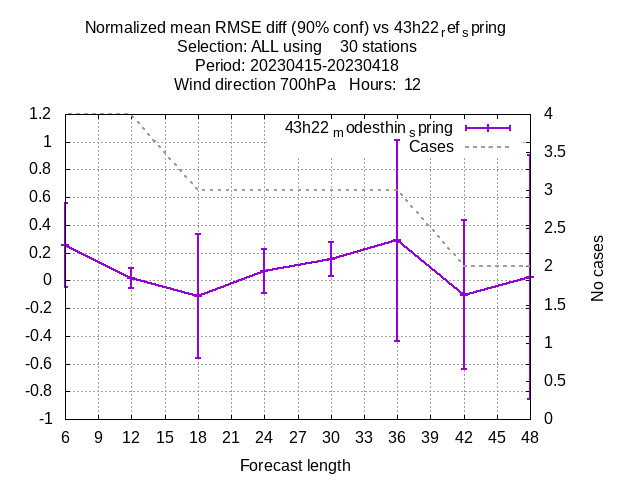 Normalized mean RMSE diff (90% conf) vs 43h22refspring
Selection: ALL using    30 stations
Period: 20230415-20230418
Wind direction 700hPa   Hours:  12
43h22modesthinspring
Cases
1.2
1
0.8
0.6
0.4
0.2
0
-0.2
-0.4
-0.6
-0.8
-1
4
3.5
3
2.5
2
1.5
1
0.5
0
No cases
6 9 12 15 18 21 24 27 30 33 36 39 42 45 48
Forecast length